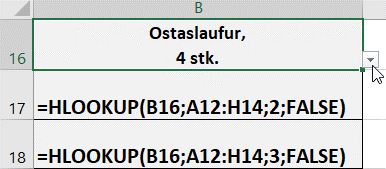 B
16
Ostaslaufur,
4 stk.
17
=HLOOKUP(B16;A12:H14;2;FALSE)
18
=HLOOKUP(B16;A12:H14;3;FALSE)